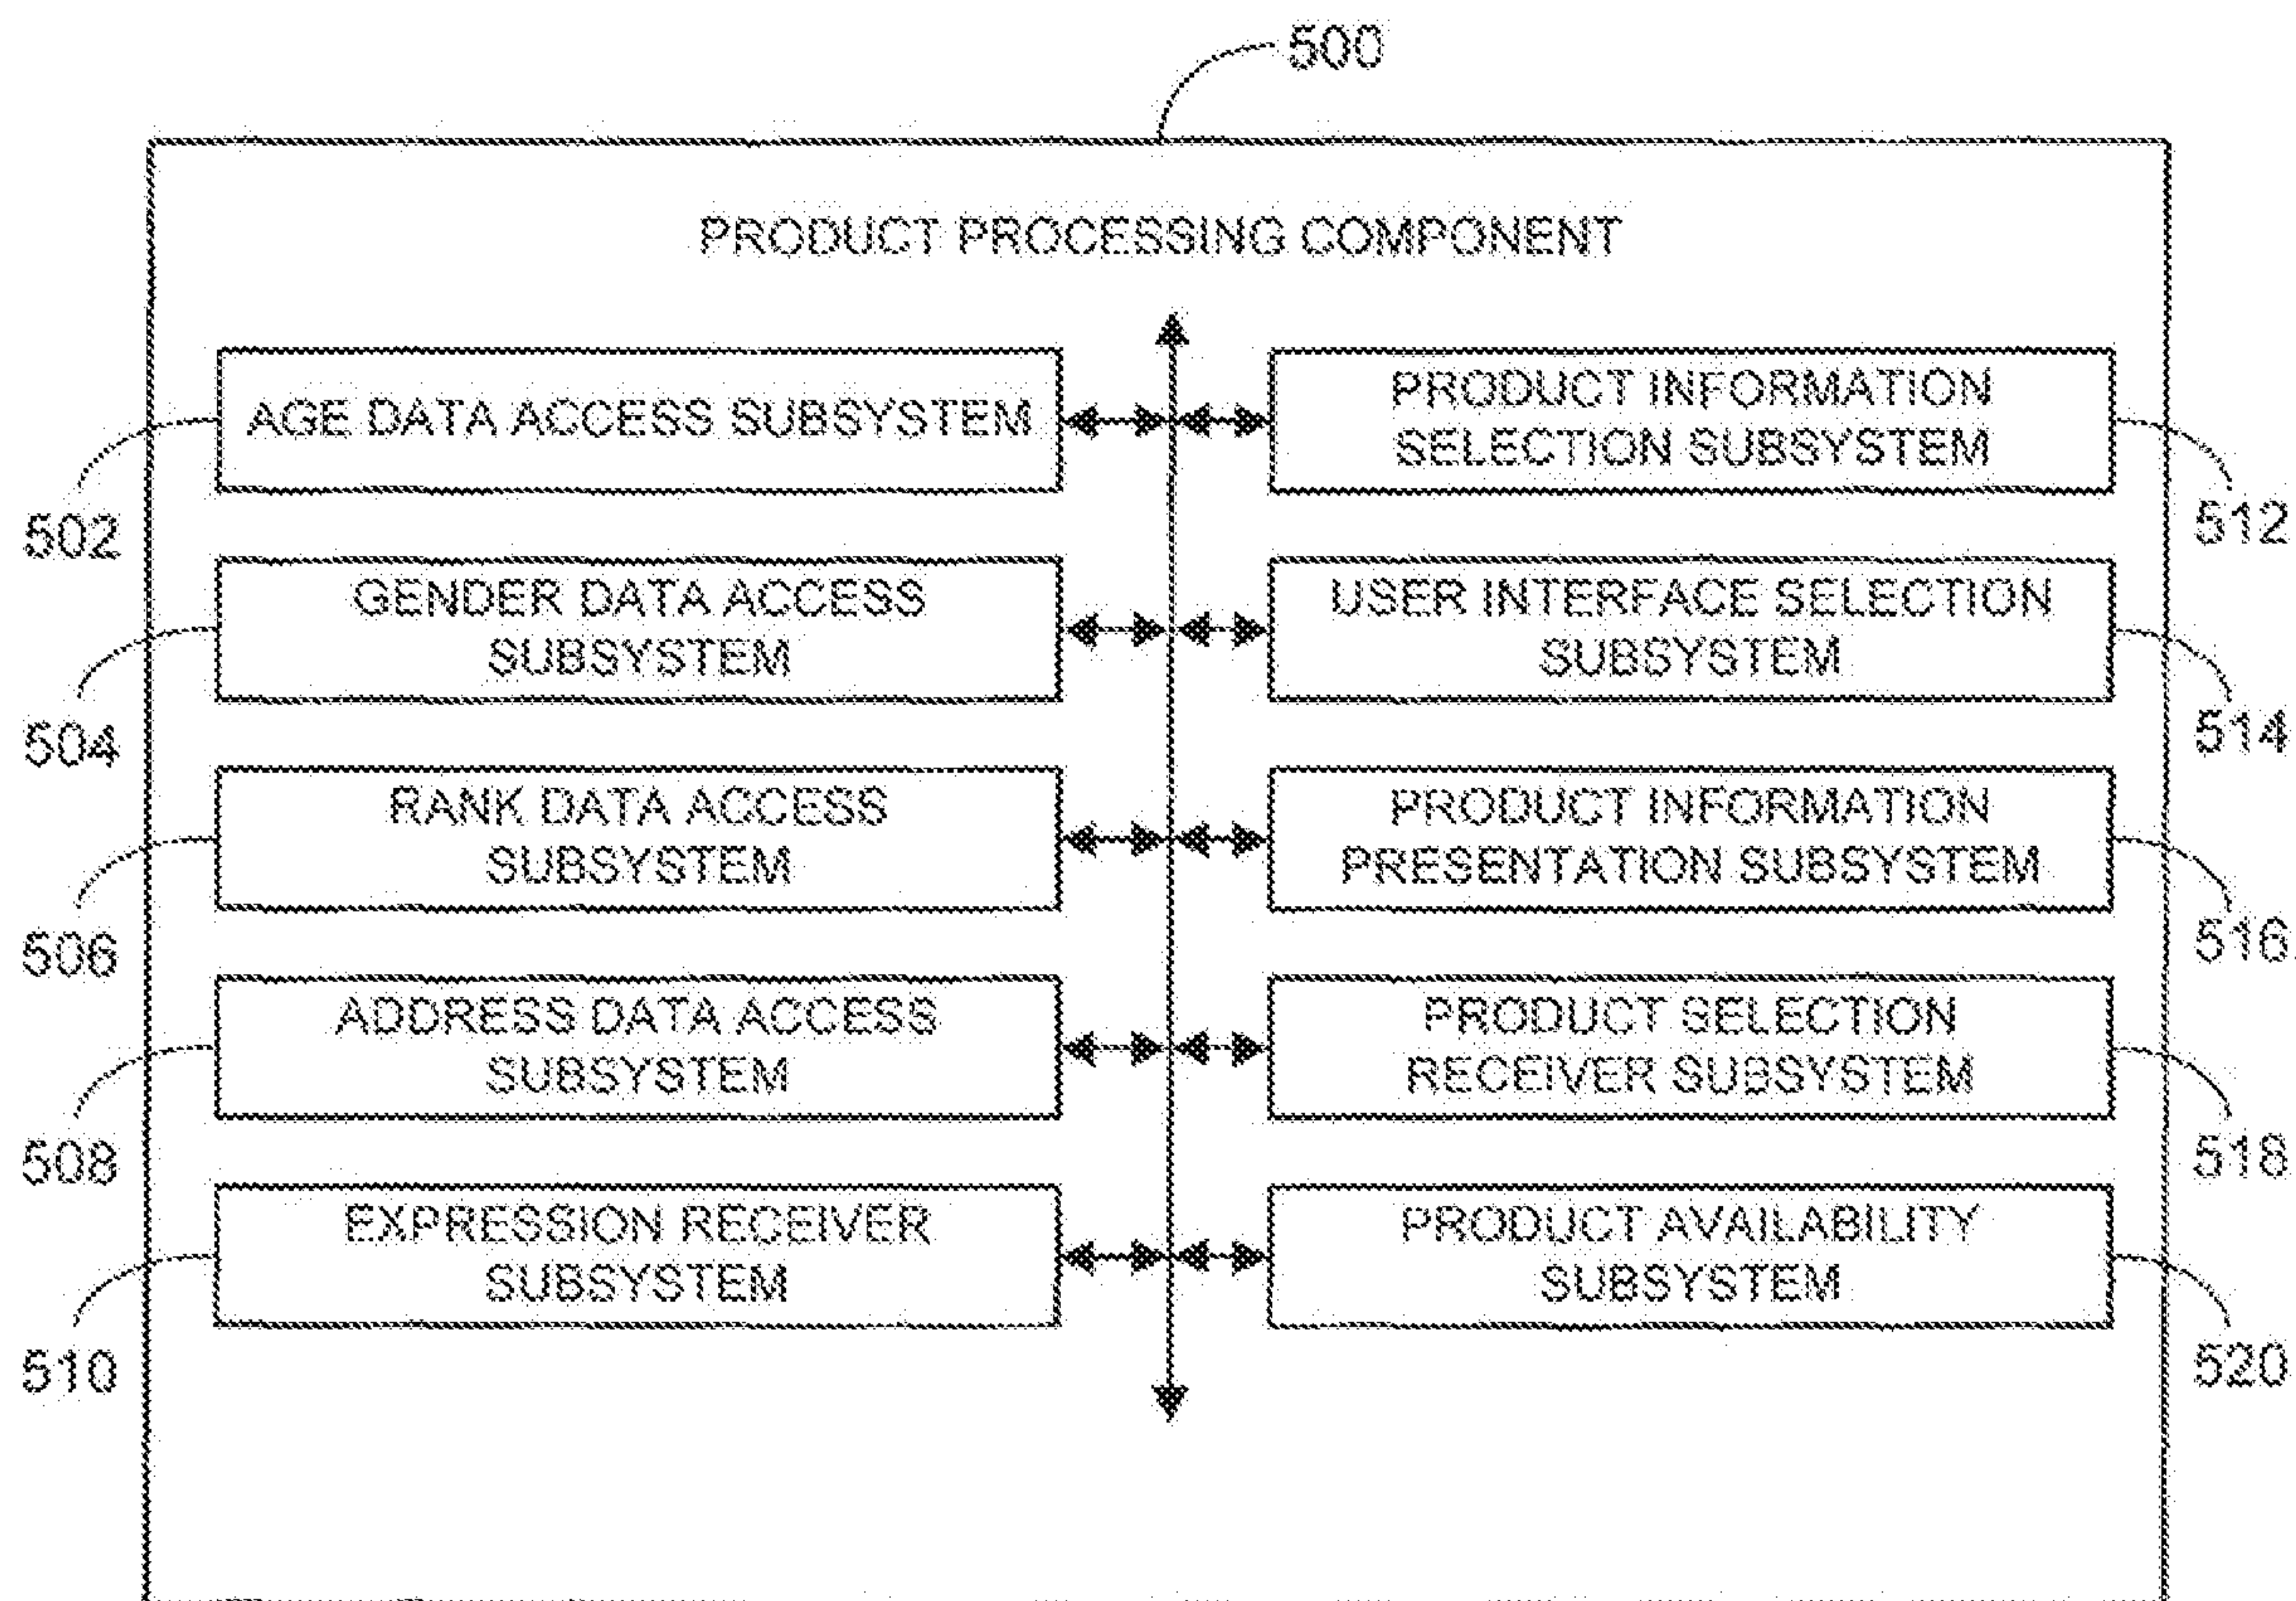 500
PRODUCT PROCESSING COMPONENT
AGE DATA ACCESS SUBSYSTEM
502
PRODUCT INFORMATION
SELECTION SUBSYSTEM
512
GENDER DATA ACCESS
SUBSYSTEM
504
USER INTERFACE SELECTION
SUBSYSTEM
514
RANK DATA ACCESS
SUBSYSTEM
506
PRODUCT INFORMATION
PRESENTATION SUBSYSTEM
516
ADDRESS DATA ACCESS
SUBSYSTEM
508
PRODUCT SELECTION
RECEIVER SUBSYSTEM
518
EXPRESSION RECEIVER
SUBSYSTEM
510
PRODUCT AVAILABILITY
SUBSYSTEM
520